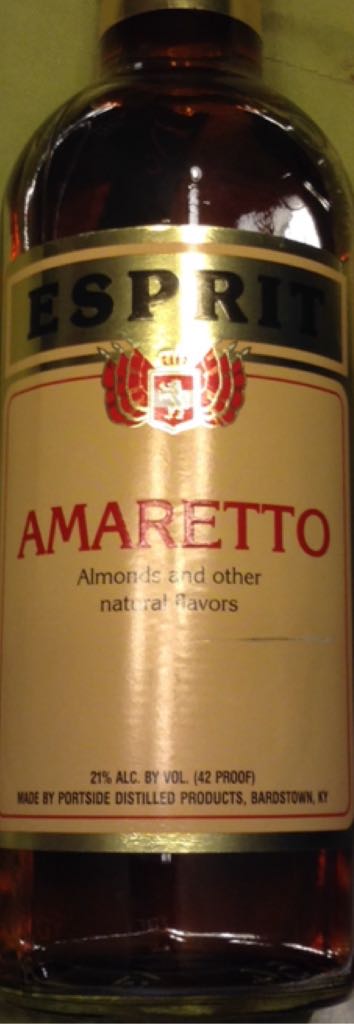 ESPRIT
AMARETTO
Almonds and other
natural flavors
21% ALC. BY VOL. (42 PROOF)
MADE BY PORTSIDE DISTILLED PRODUCTS, BARDSTOWN, KY